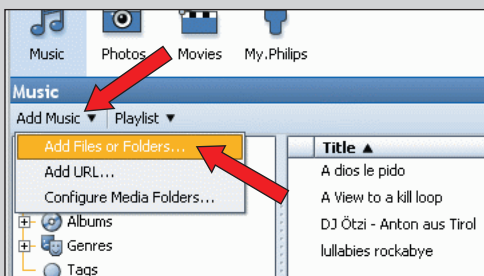 Music Photos Movies My.Philips
Music
Add Music ▼ Playlist ▼
Add Files or Folders...
Add URL...
Configure Media Folders...
Albums
Genres
Tags
Title ▲
A dios le pido
A View to a kill loop
DJ Ötzi - Anton aus Tirol
lullabies rockabye